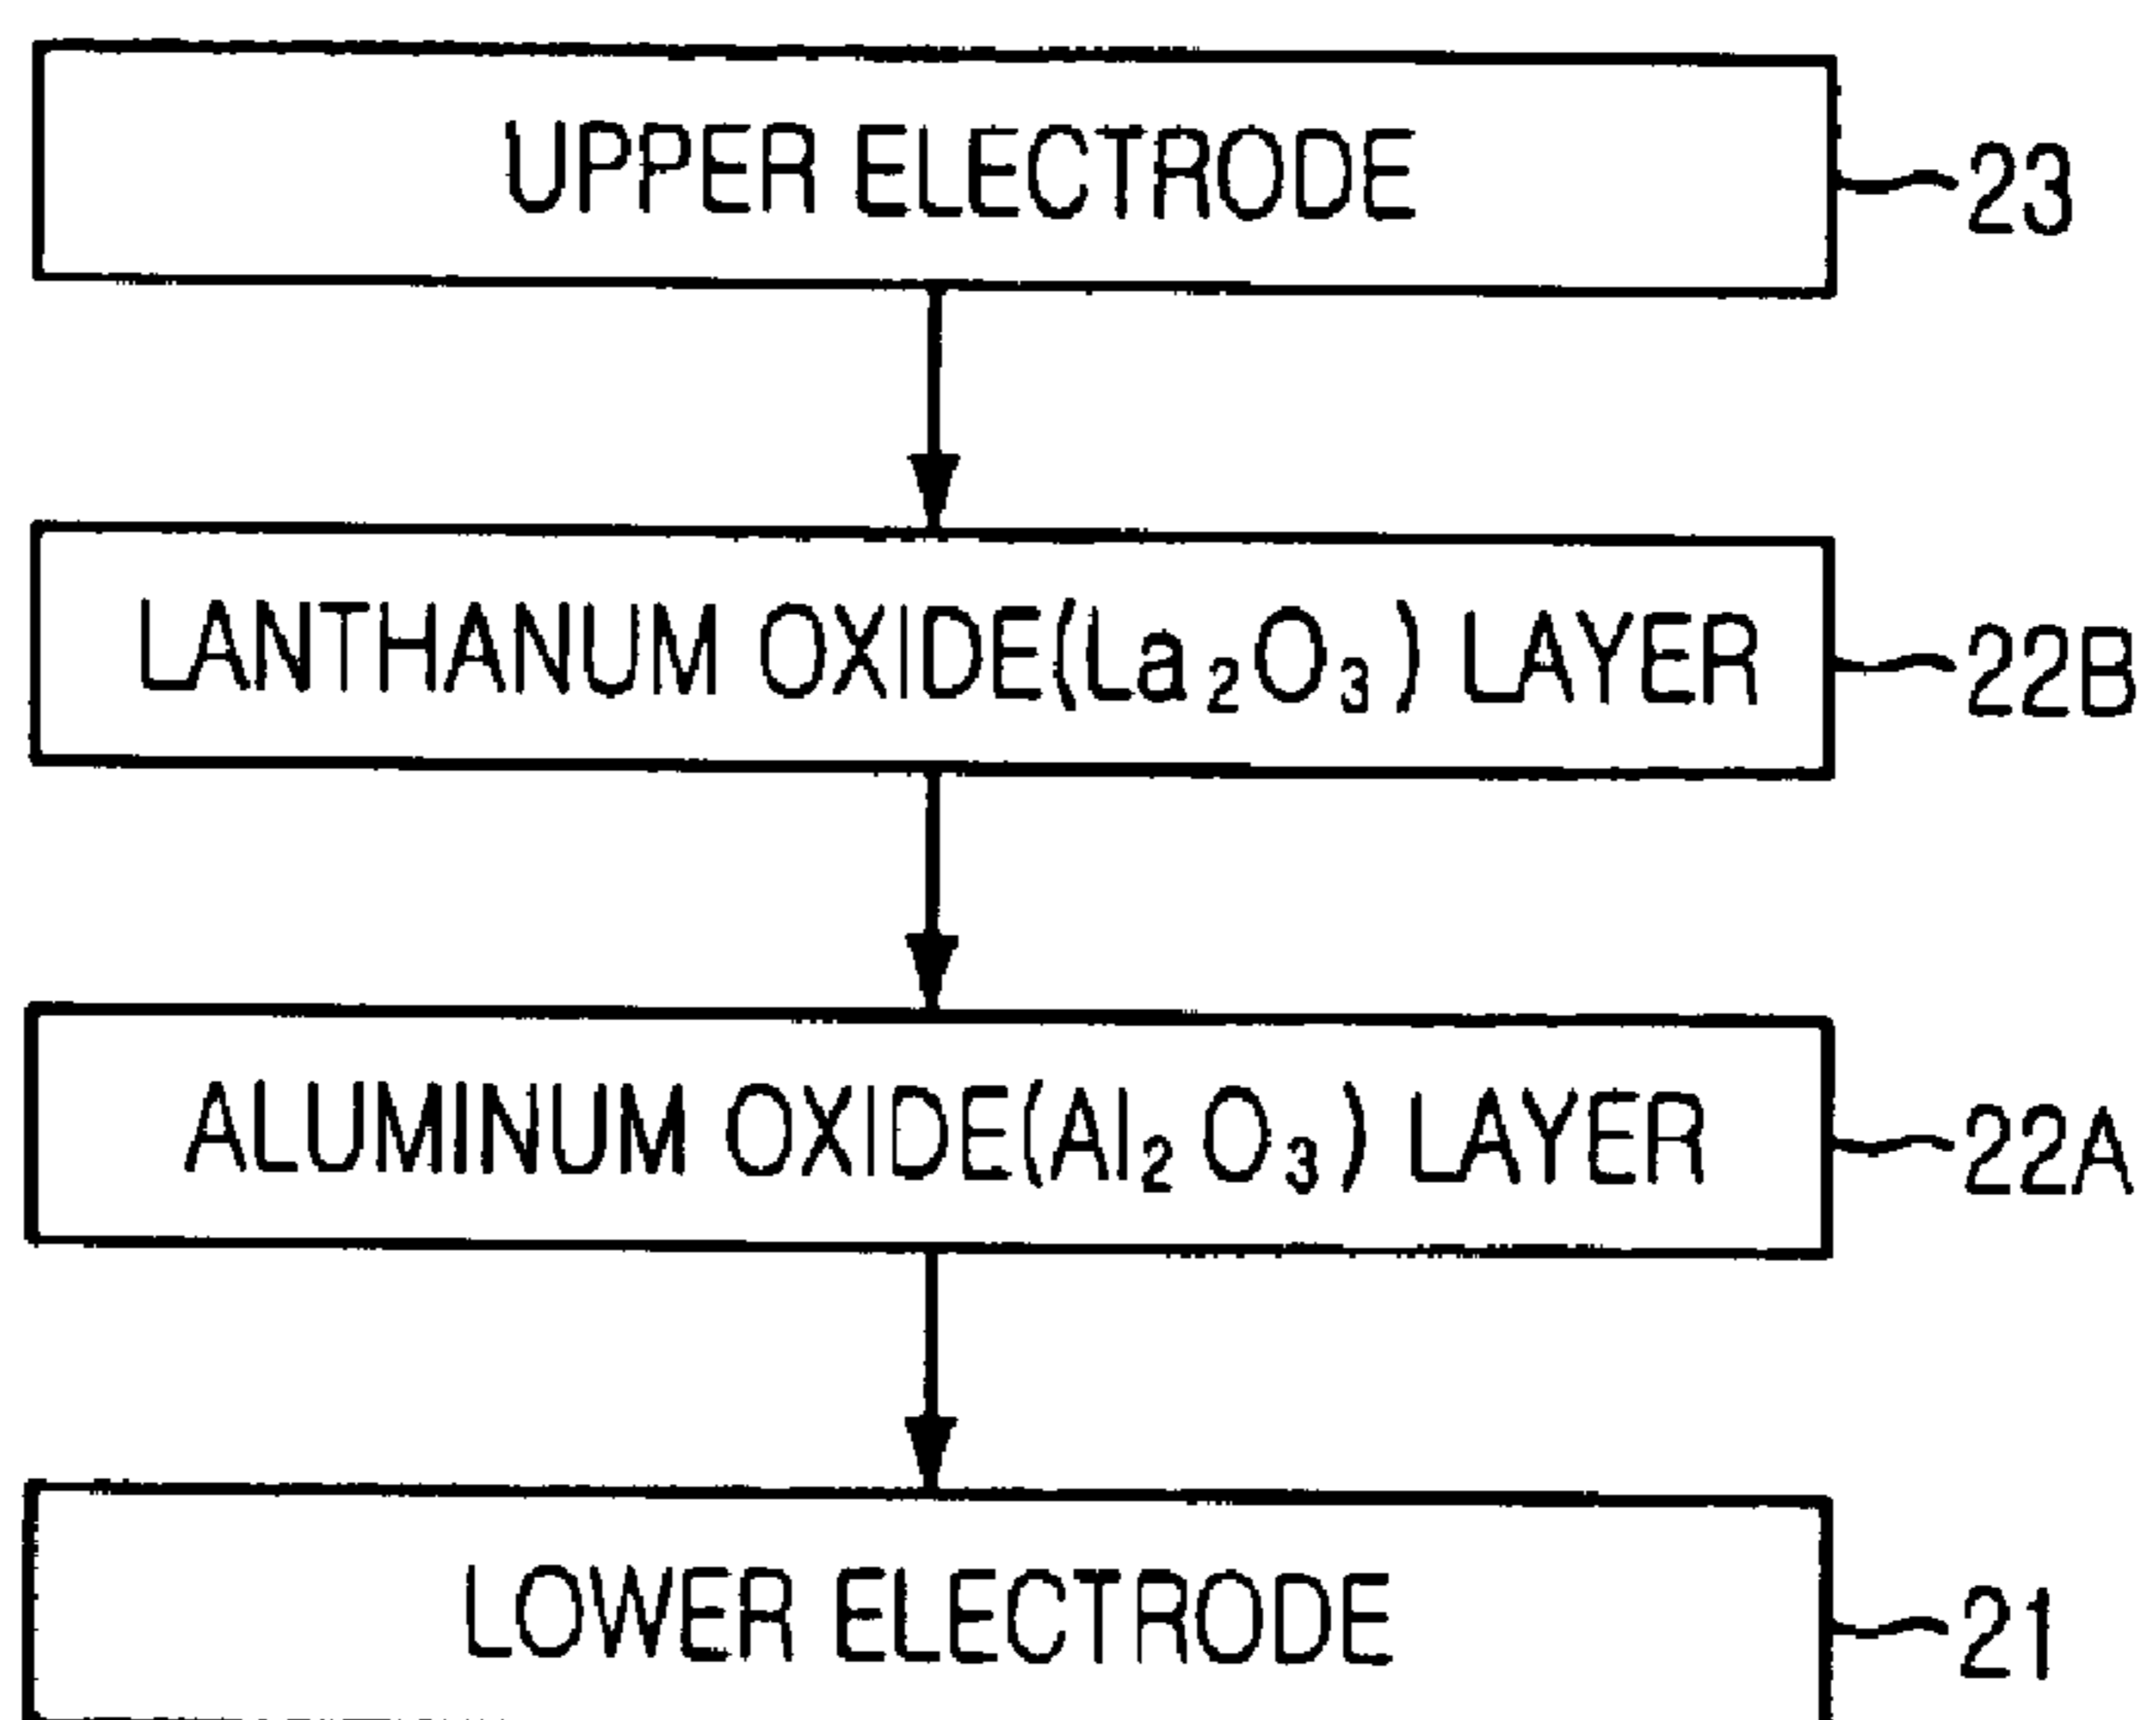 UPPER ELECTRODE 23
LANTHANUM OXIDE(La₂O₃) LAYER 22B
ALUMINUM OXIDE(Al₂O₃) LAYER 22A
LOWER ELECTRODE 21